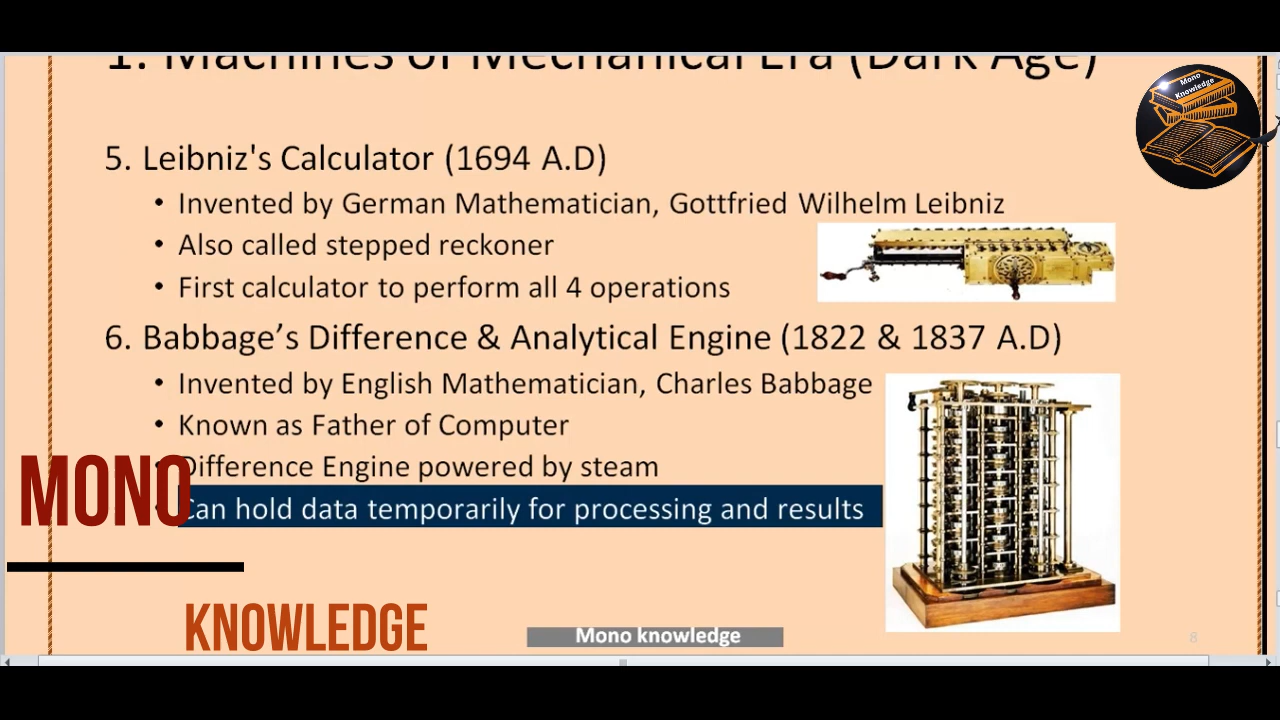 1. Machines of Mechanical Era (Dark Age)
Mono
Knowledge
5. Leibniz's Calculator (1694 A.D)
• Invented by German Mathematician, Gottfried Wilhelm Leibniz
• Also called stepped reckoner
• First calculator to perform all 4 operations
6. Babbage’s Difference & Analytical Engine (1822 & 1837 A.D)
• Invented by English Mathematician, Charles Babbage
• Known as Father of Computer
• Difference Engine powered by steam
• Can hold data temporarily for processing and results
MONO
KNOWLEDGE
Mono knowledge
8